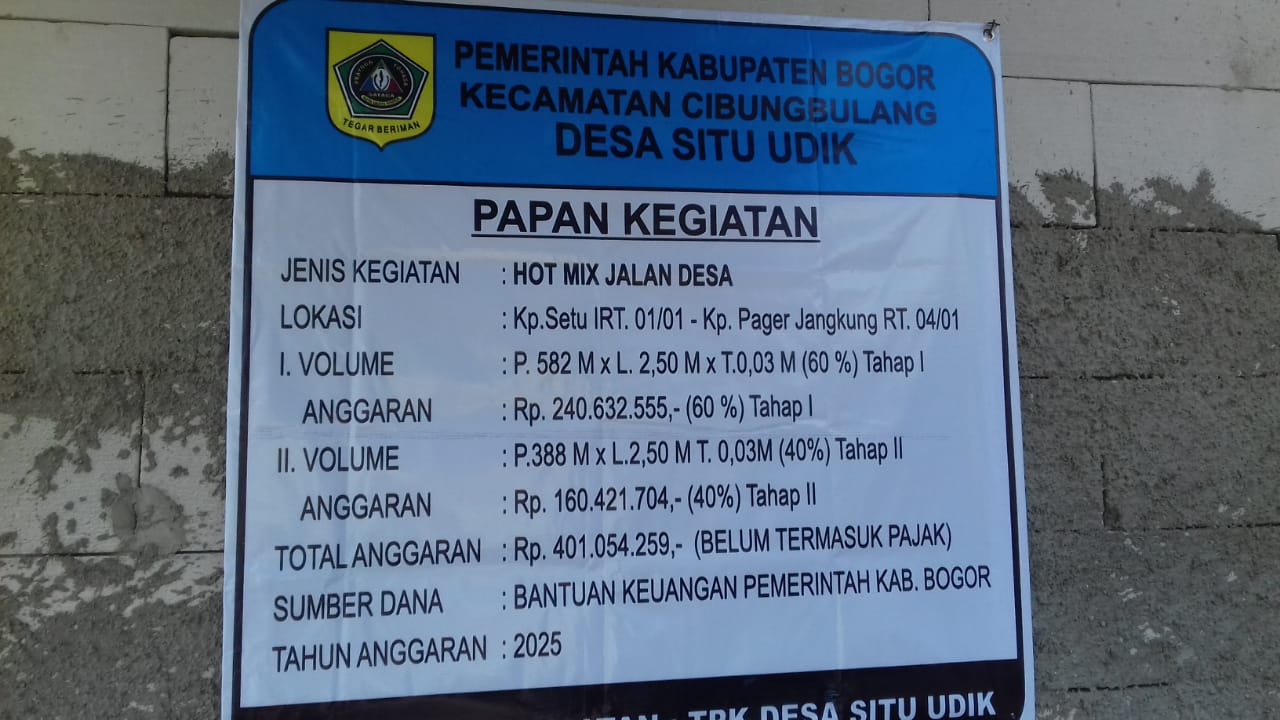 PEMERINTAH KABUPATEN BOGOR
KECAMATAN CIBUNGBULANG
DESA SITU UDIK
TEGAR BERIMAN
PAPAN KEGIATAN
JENIS KEGIATAN : HOT MIX JALAN DESA
LOKASI : Kp.Setu IRT. 01/01 - Kp. Pager Jangkung RT. 04/01
I. VOLUME : P. 582 M x L. 2,50 M x T.0,03 M (60 %) Tahap I
ANGGARAN : Rp. 240.632.555,- (60 %) Tahap I
II. VOLUME : P.388 M x L.2,50 M T. 0,03M (40%) Tahap II
ANGGARAN : Rp. 160.421.704,- (40%) Tahap II
TOTAL ANGGARAN : Rp. 401.054.259,- (BELUM TERMASUK PAJAK)
SUMBER DANA : BANTUAN KEUANGAN PEMERINTAH KAB. BOGOR
TAHUN ANGGARAN : 2025
: TPK DESA SITU UDIK